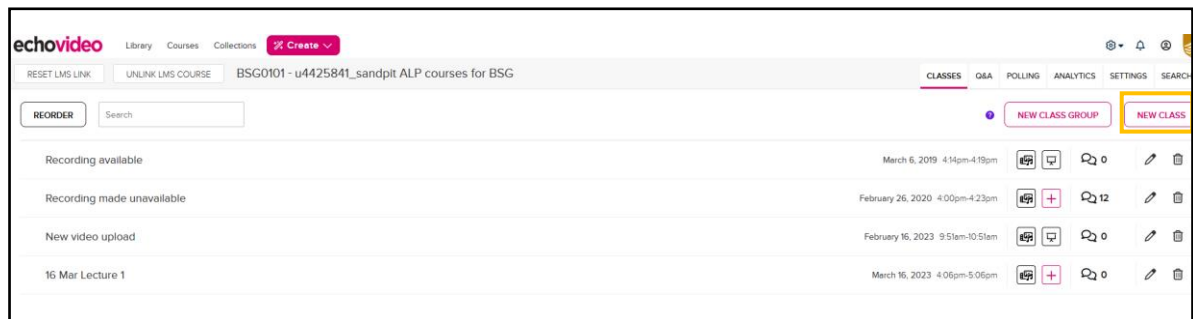 echovideo Library Courses Collections Create
RESET LMS LINK UNLINK LMS COURSE BSG0101 - u4425841_sandpit ALP courses for BSG CLASSES Q&A POLLING ANALYTICS SETTINGS SEARCH
REORDER Search ? NEW CLASS GROUP NEW CLASS
Recording available March 6, 2019 4:14pm-4:19pm 0
Recording made unavailable February 26, 2020 4:00pm-4:23pm 12
New video upload February 16, 2023 9:51am-10:51am 0
16 Mar Lecture 1 March 16, 2023 4:06pm-5:06pm 0